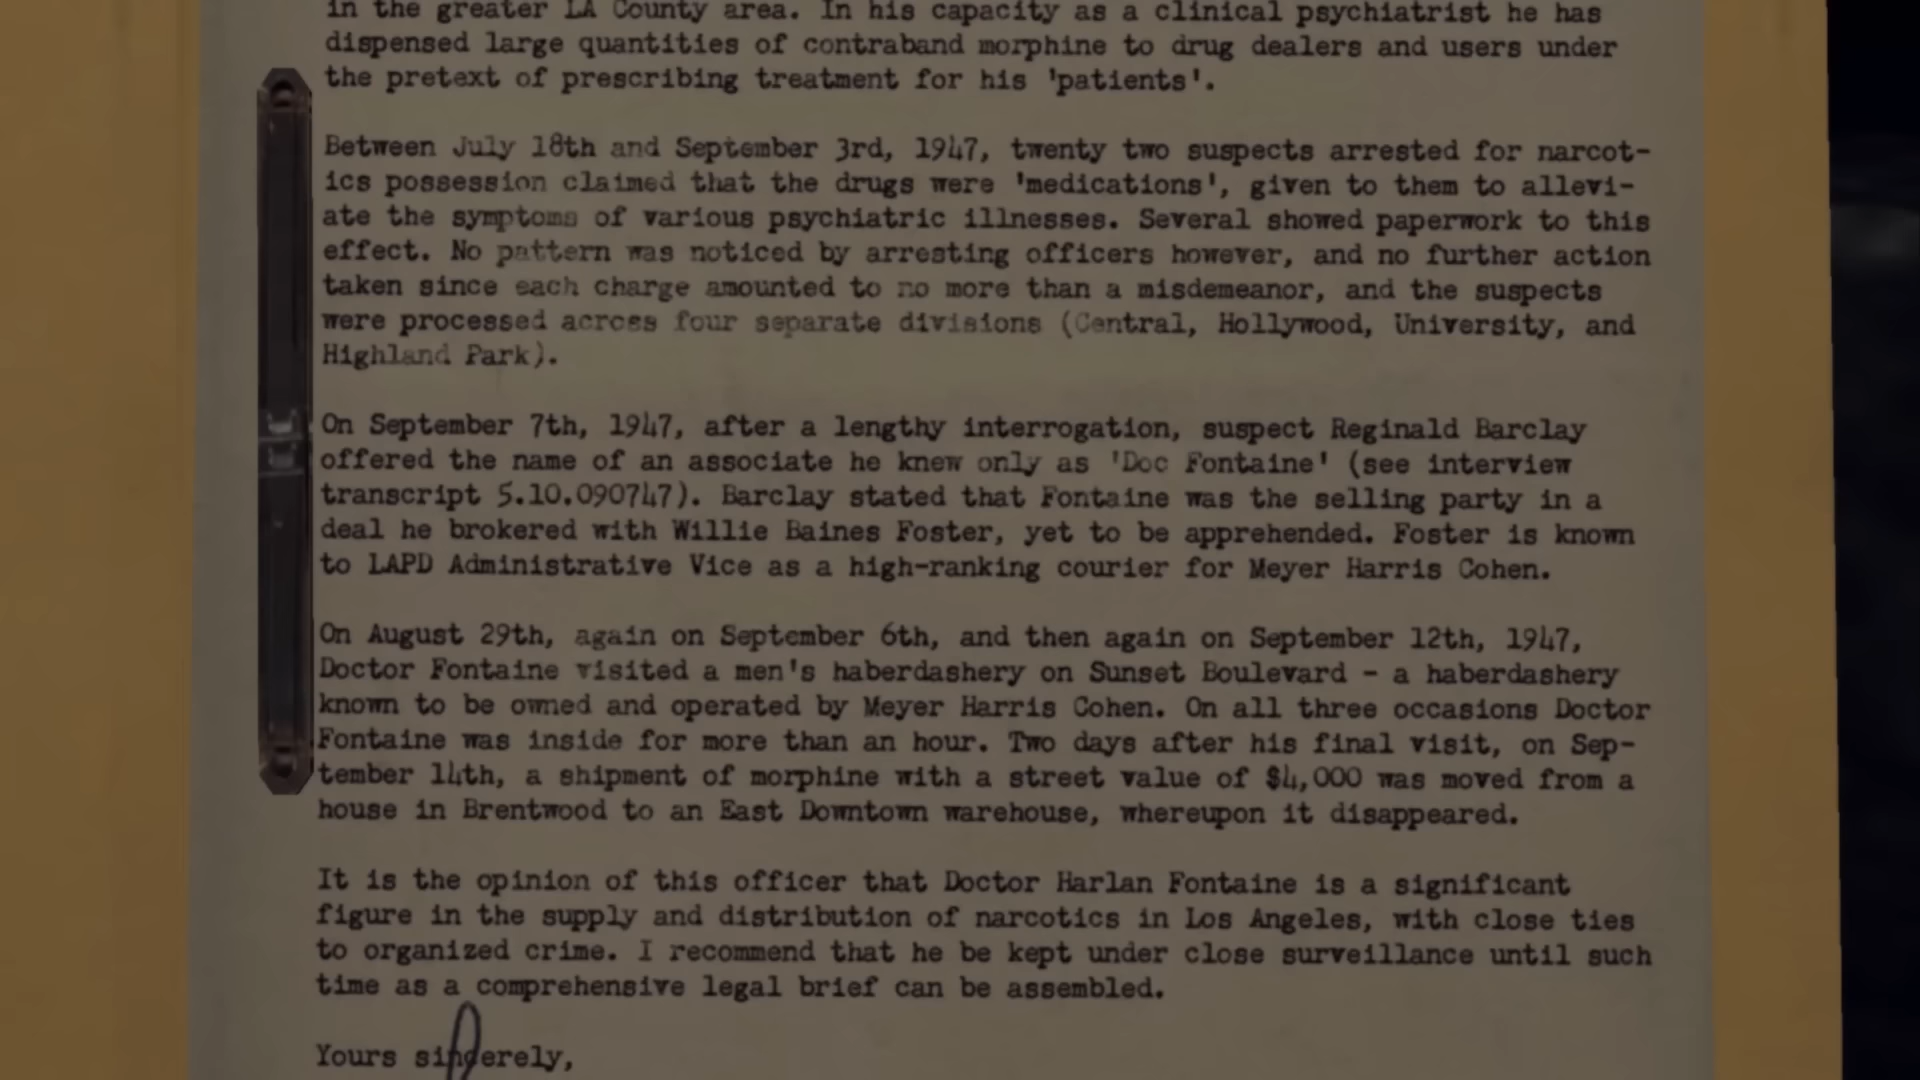 in the greater LA County area. In his capacity as a clinical psychiatrist he has
dispensed large quantities of contraband morphine to drug dealers and users under
the pretext of prescribing treatment for his 'patients'.
Between July 18th and September 3rd, 1947, twenty two suspects arrested for narcot-
ics possession claimed that the drugs were 'medications', given to them to allevi-
ate the symptoms of various psychiatric illnesses. Several showed paperwork to this
effect. No pattern was noticed by arresting officers however, and no further action
taken since each charge amounted to no more than a misdemeanor, and the suspects
were processed across four separate divisions (Central, Hollywood, University, and
Highland Park).
On September 7th, 1947, after a lengthy interrogation, suspect Reginald Barclay
offered the name of an associate he knew only as 'Doc Fontaine' (see interview
transcript 5.10.090747). Barclay stated that Fontaine was the selling party in a
deal he brokered with Willie Baines Foster, yet to be apprehended. Foster is known
to LAPD Administrative Vice as a high-ranking courier for Meyer Harris Cohen.
On August 29th, again on September 6th, and then again on September 12th, 1947,
Doctor Fontaine visited a men's haberdashery on Sunset Boulevard - a haberdashery
known to be owned and operated by Meyer Harris Cohen. On all three occasions Doctor
Fontaine was inside for more than an hour. Two days after his final visit, on Sep-
tember 14th, a shipment of morphine with a street value of $4,000 was moved from a
house in Brentwood to an East Downtown warehouse, whereupon it disappeared.
It is the opinion of this officer that Doctor Harlan Fontaine is a significant
figure in the supply and distribution of narcotics in Los Angeles, with close ties
to organized crime. I recommend that he be kept under close surveillance until such
time as a comprehensive legal brief can be assembled.
Yours sincerely,